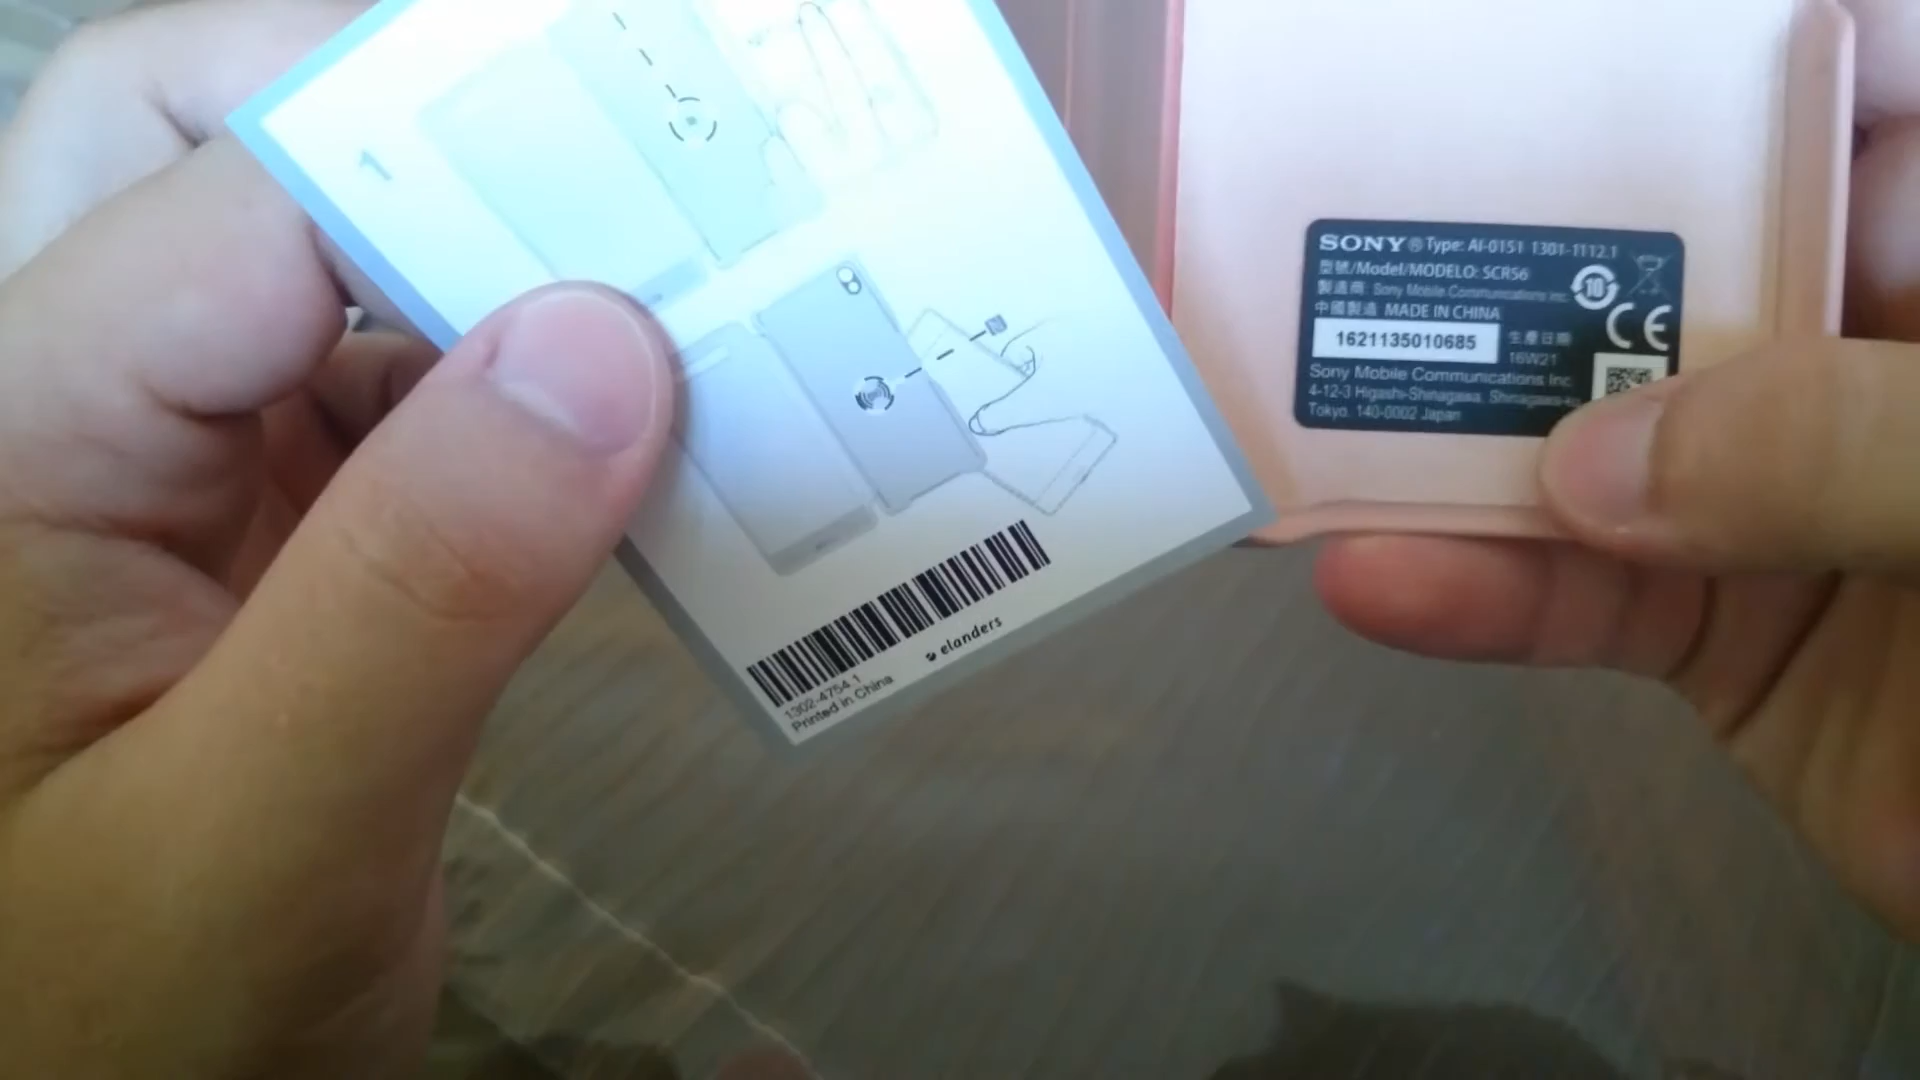 1
elanders
1302-4754.1
Printed in China
SONY Type: AI-0151 1301-1112.1
型號/Model/MODELO: SCR56
製造商: Sony Mobile Communications Inc.
中國製造 MADE IN CHINA
10
CE
1621135010685
生產日期
16W21
Sony Mobile Communications Inc.
4-12-3 Higashi-Shinagawa, Shinagawa-ku,
Tokyo, 140-0002 Japan